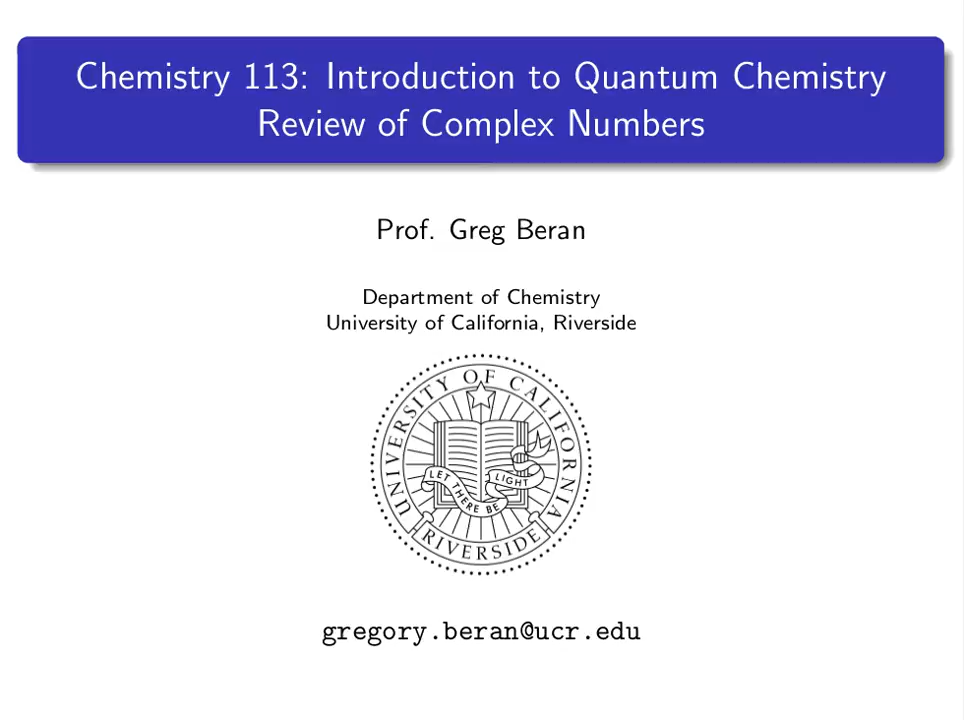 Chemistry 113: Introduction to Quantum Chemistry
Review of Complex Numbers
Prof. Greg Beran
Department of Chemistry
University of California, Riverside
UNIVERSITY OF CALIFORNIA
LET THERE BE LIGHT
RIVERSIDE
gregory.beran@ucr.edu